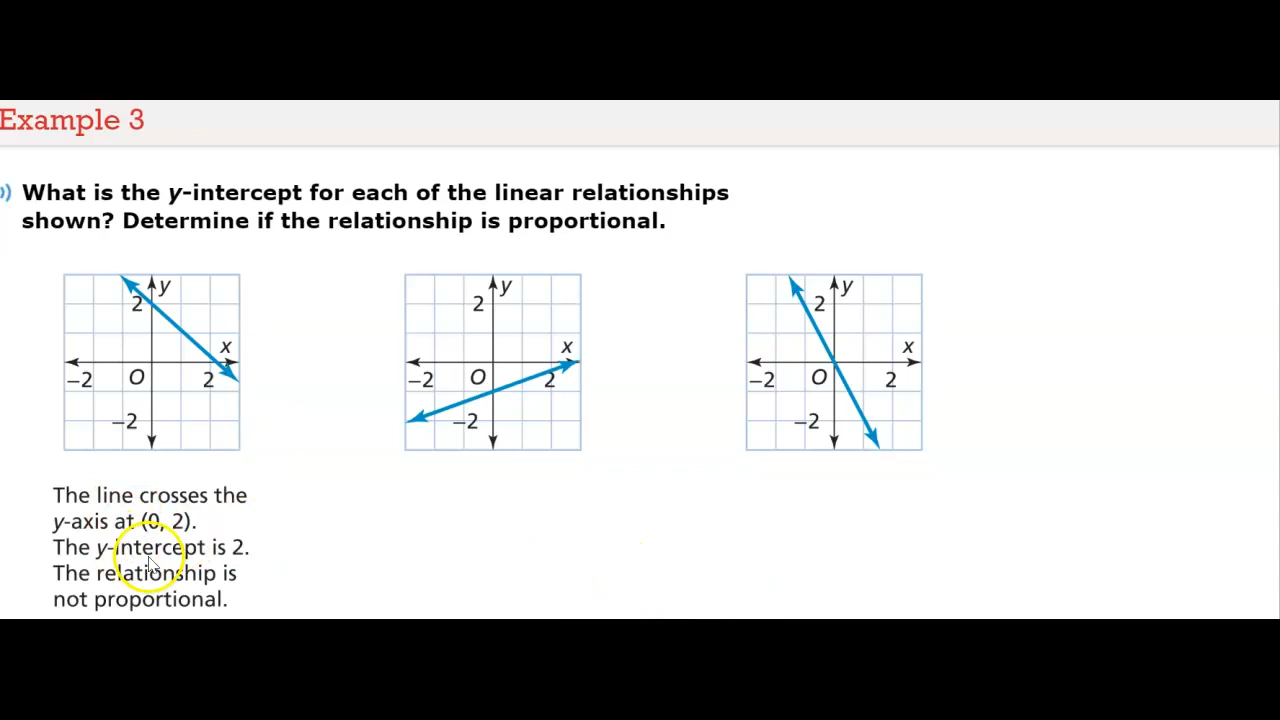 Example 3
What is the y-intercept for each of the linear relationships
shown? Determine if the relationship is proportional.
y
2
x
−2
O
2
−2
y
2
x
−2
O
2
−2
y
2
x
−2
O
2
−2
The line crosses the
y-axis at (0, 2).
The y-intercept is 2.
The relationship is
not proportional.